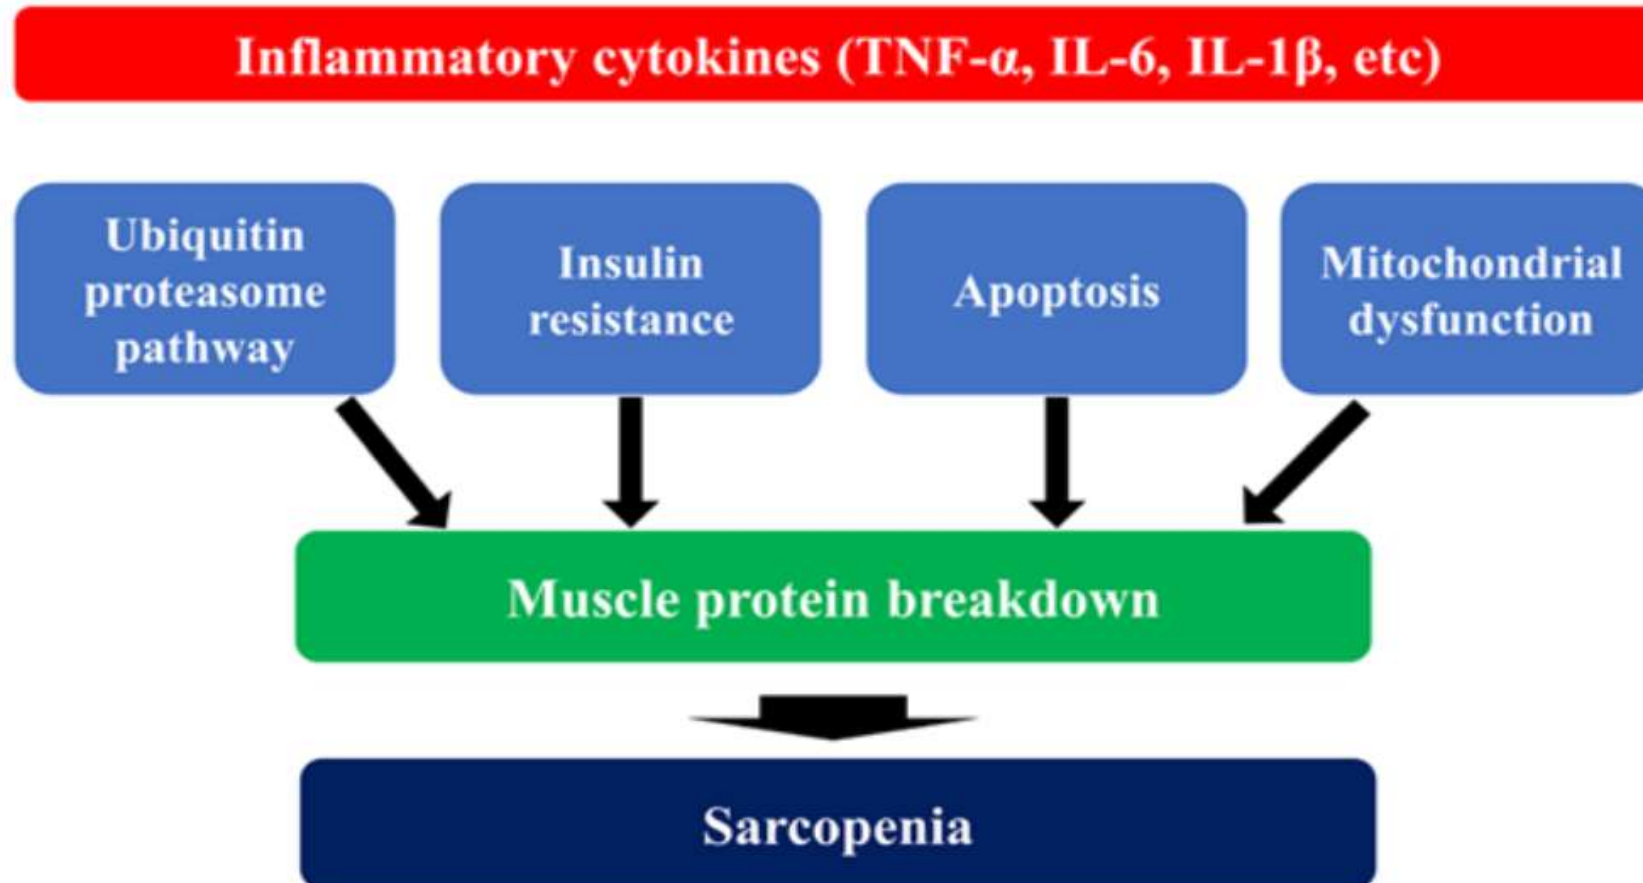 Inflammatory cytokines (TNF-α, IL-6, IL-1β, etc)
Ubiquitin
proteasome
pathway
Insulin
resistance
Apoptosis
Mitochondrial
dysfunction
Muscle protein breakdown
Sarcopenia